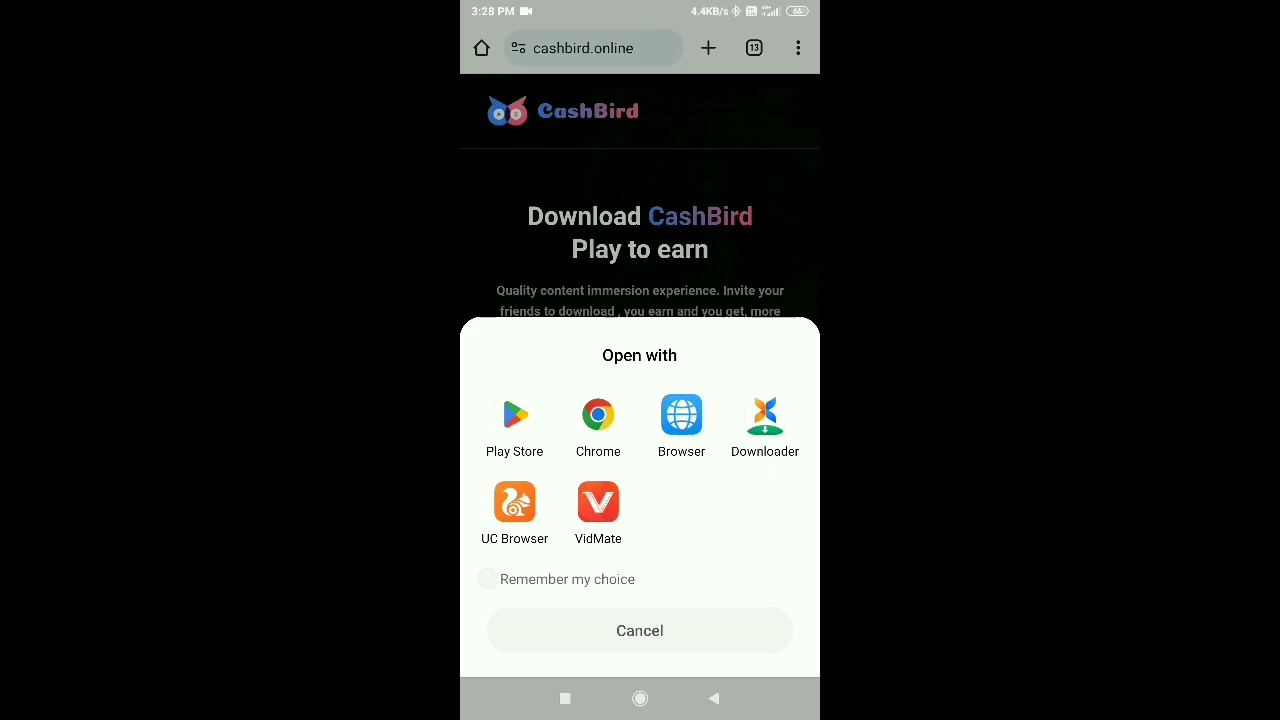 3:28 PM
4.4KB/s
66
cashbird.online
13
CashBird
Download CashBird
Play to earn
Quality content immersion experience. Invite your
friends to download , you earn and you get, more
Open with
Play Store
Chrome
Browser
Downloader
UC Browser
VidMate
Remember my choice
Cancel